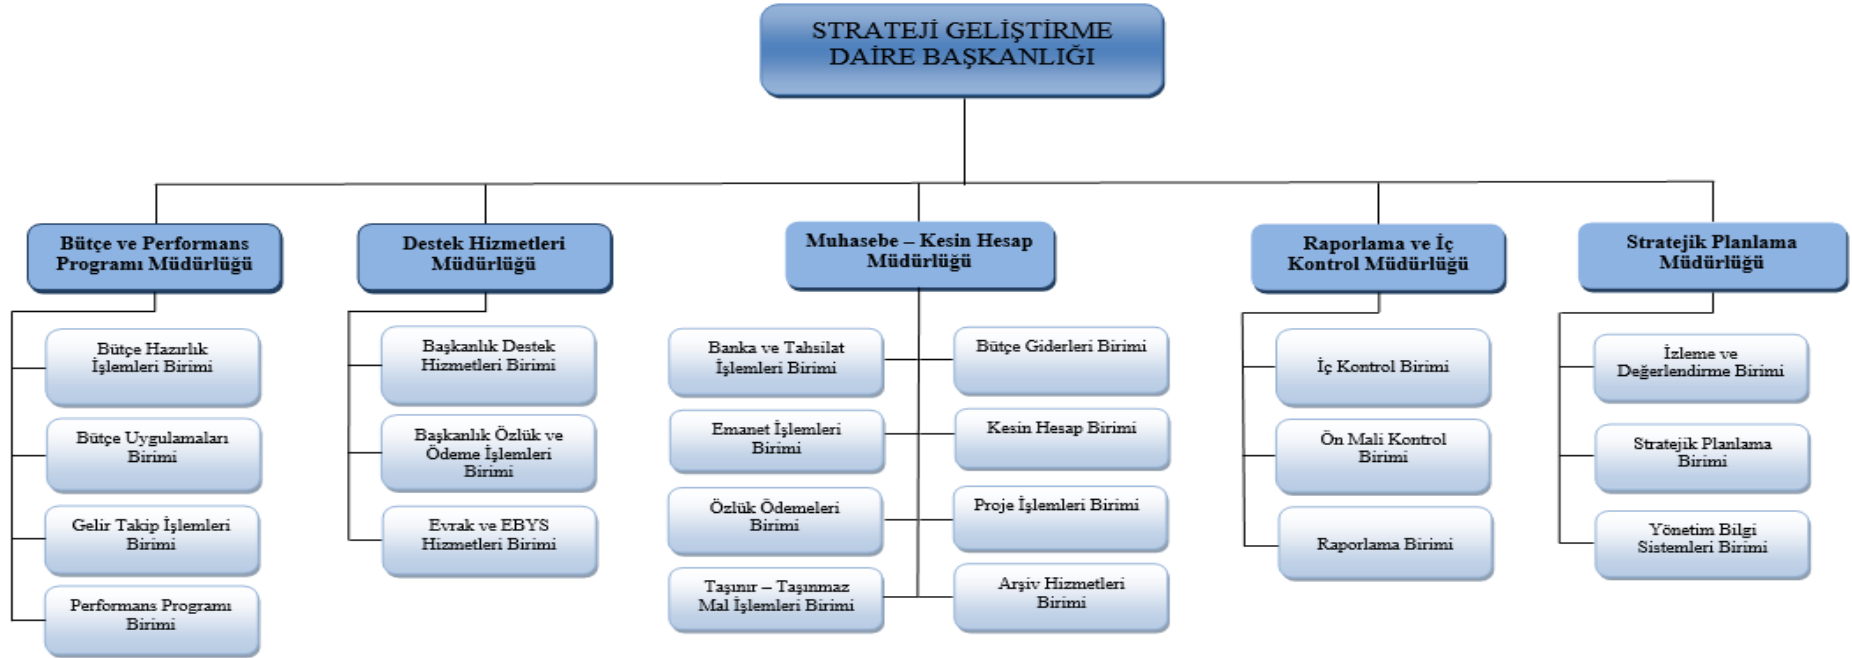 STRATEJİ GELİŞTİRME
DAİRE BAŞKANLIĞI
Bütçe ve Performans
Programı Müdürlüğü
Bütçe Hazırlık
İşlemleri Birimi
Bütçe Uygulamaları
Birimi
Gelir Takip İşlemleri
Birimi
Performans Programı
Birimi
Destek Hizmetleri
Müdürlüğü
Başkanlık Destek
Hizmetleri Birimi
Başkanlık Özlük ve
Ödeme İşlemleri
Birimi
Evrak ve EBYS
Hizmetleri Birimi
Muhasebe – Kesin Hesap
Müdürlüğü
Banka ve Tahsilat
İşlemleri Birimi
Bütçe Giderleri Birimi
Emanet İşlemleri
Birimi
Kesin Hesap Birimi
Özlük Ödemeleri
Birimi
Proje İşlemleri Birimi
Taşınır – Taşınmaz
Mal İşlemleri Birimi
Arşiv Hizmetleri
Birimi
Raporlama ve İç
Kontrol Müdürlüğü
İç Kontrol Birimi
Ön Mali Kontrol
Birimi
Raporlama Birimi
Stratejik Planlama
Müdürlüğü
İzleme ve
Değerlendirme Birimi
Stratejik Planlama
Birimi
Yönetim Bilgi
Sistemleri Birimi